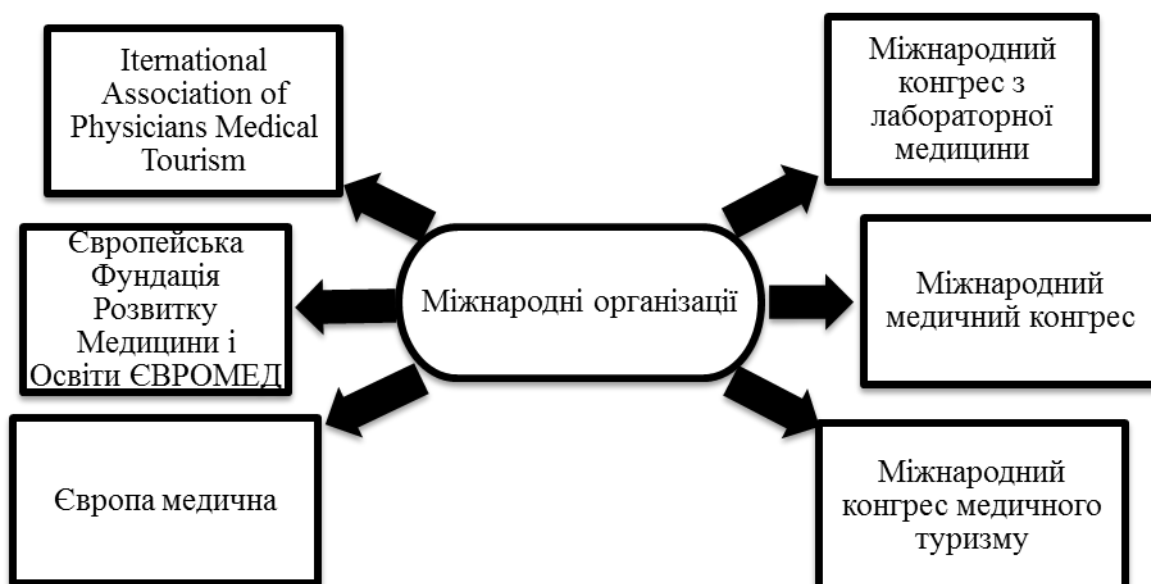 Iternational
Association of
Physicians Medical
Tourism
Європейська
Фундація
Розвитку
Медицини і
Освіти ЄВРОМЕД
Європа медична
Міжнародні організації
Міжнародний
конгрес з
лабораторної
медицини
Міжнародний
медичний конгрес
Міжнародний
конгрес медичного
туризму